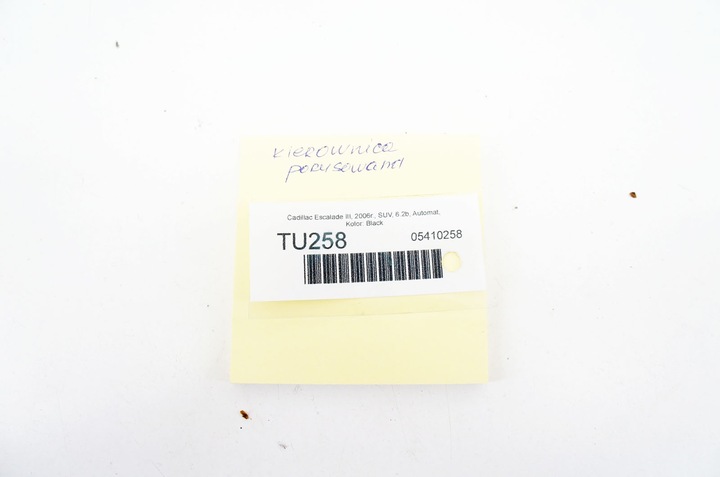 kierownica
porysowana
Cadillac Escalade III, 2006r., SUV, 6.2b, Automat,
Kolor: Black
TU258 05410258